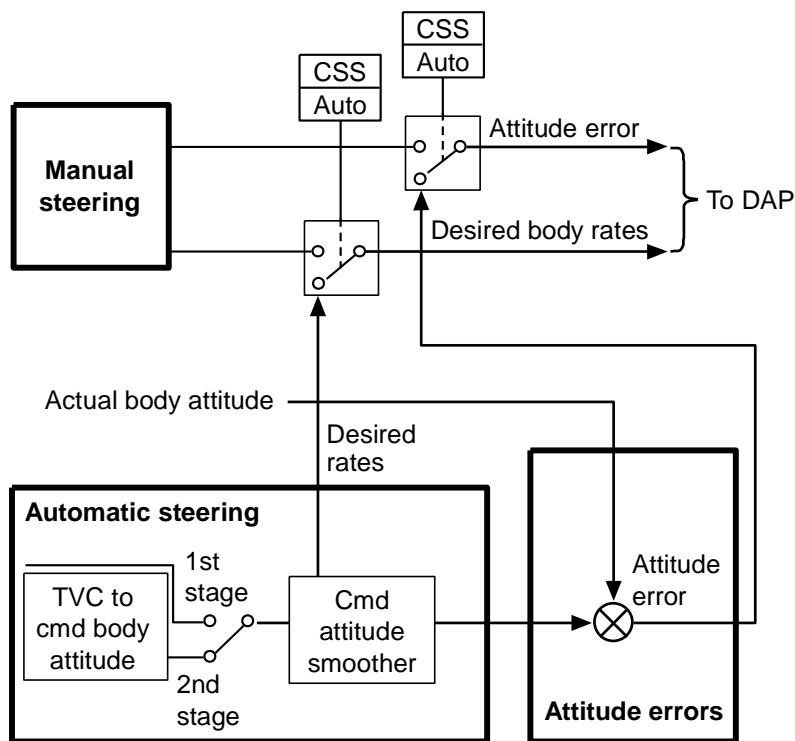 CSS
Auto
CSS
Auto
Manual
steering
Attitude error
Desired body rates
To DAP
Actual body attitude
Desired
rates
Automatic steering
1st
stage
TVC to
cmd body
attitude
2nd
stage
Cmd
attitude
smoother
Attitude
error
Attitude errors